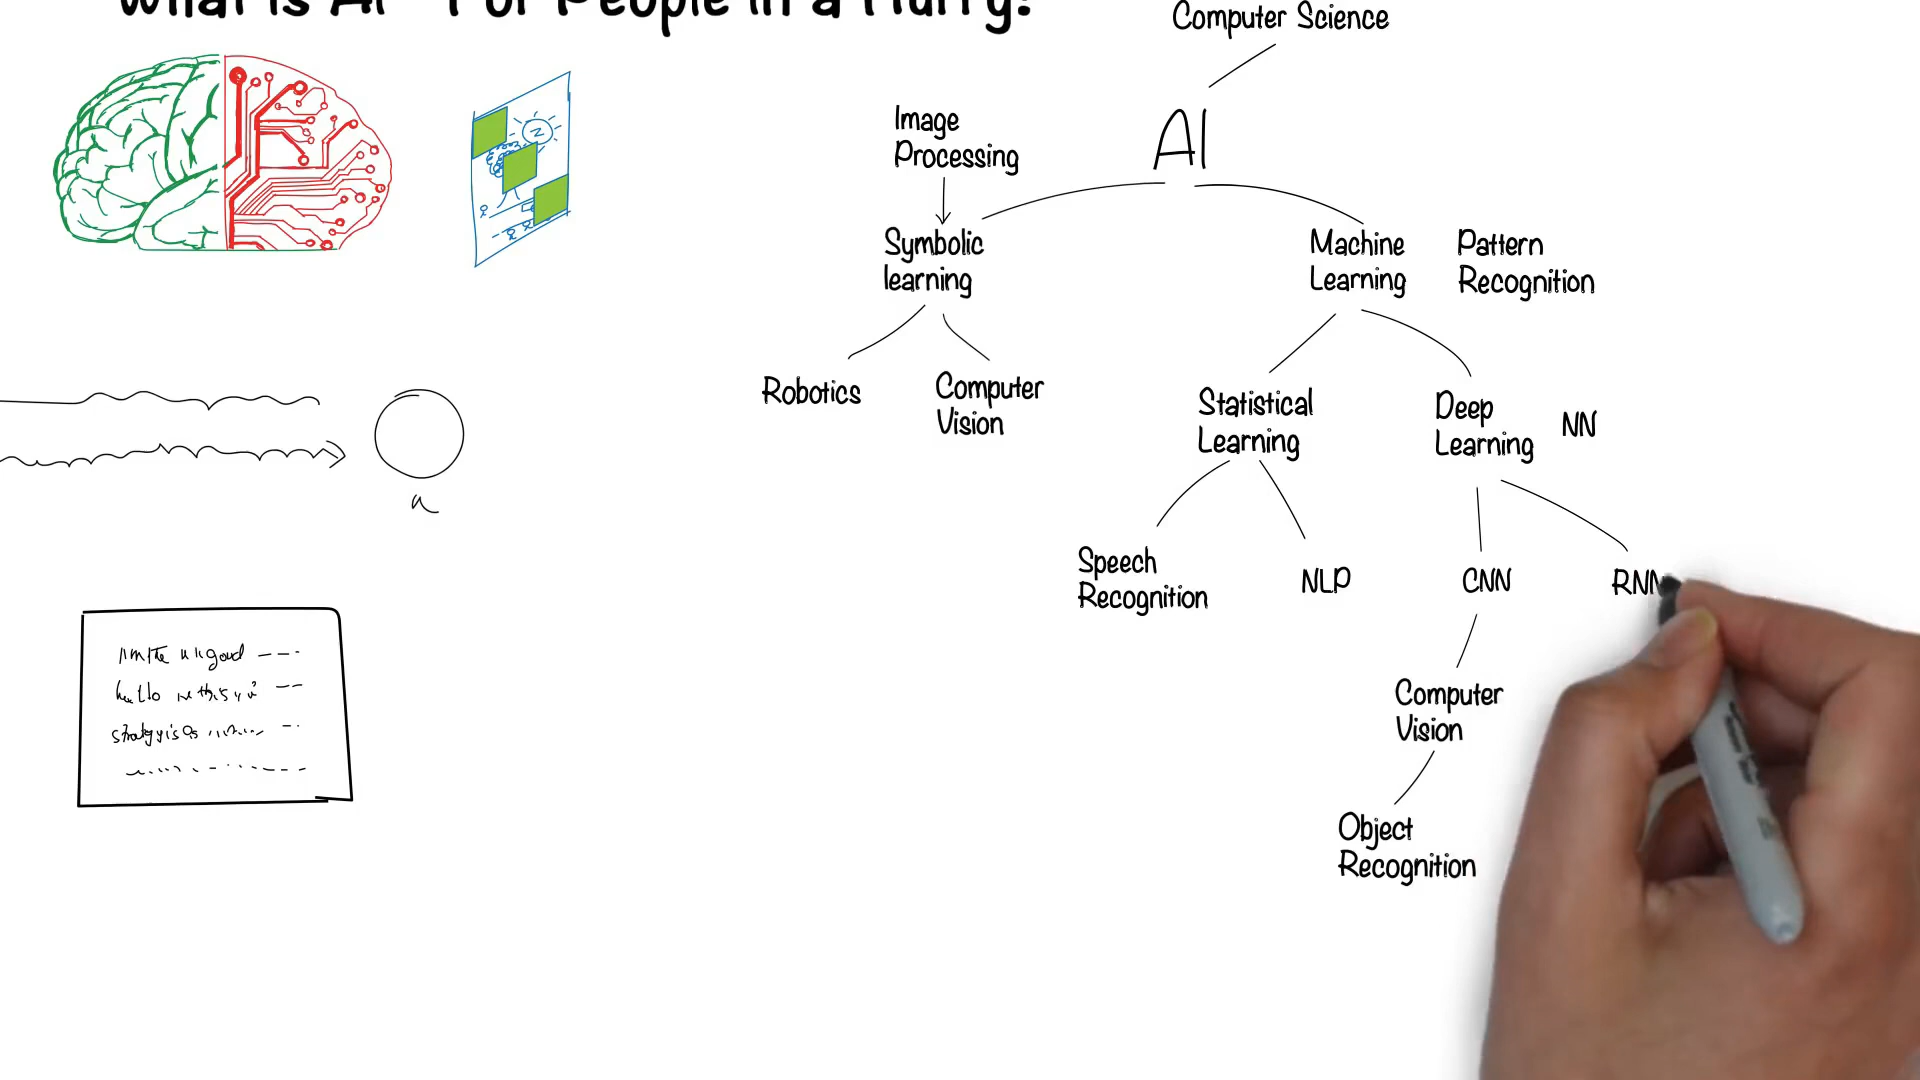 What is AI - For People in a Hurry!
Computer Science
AI
Image
Processing
Symbolic
learning
Machine
Learning
Pattern
Recognition
Robotics
Computer
Vision
Statistical
Learning
Deep
Learning
NN
Speech
Recognition
NLP
CNN
RNN
Computer
Vision
Object
Recognition
a
Z
hello